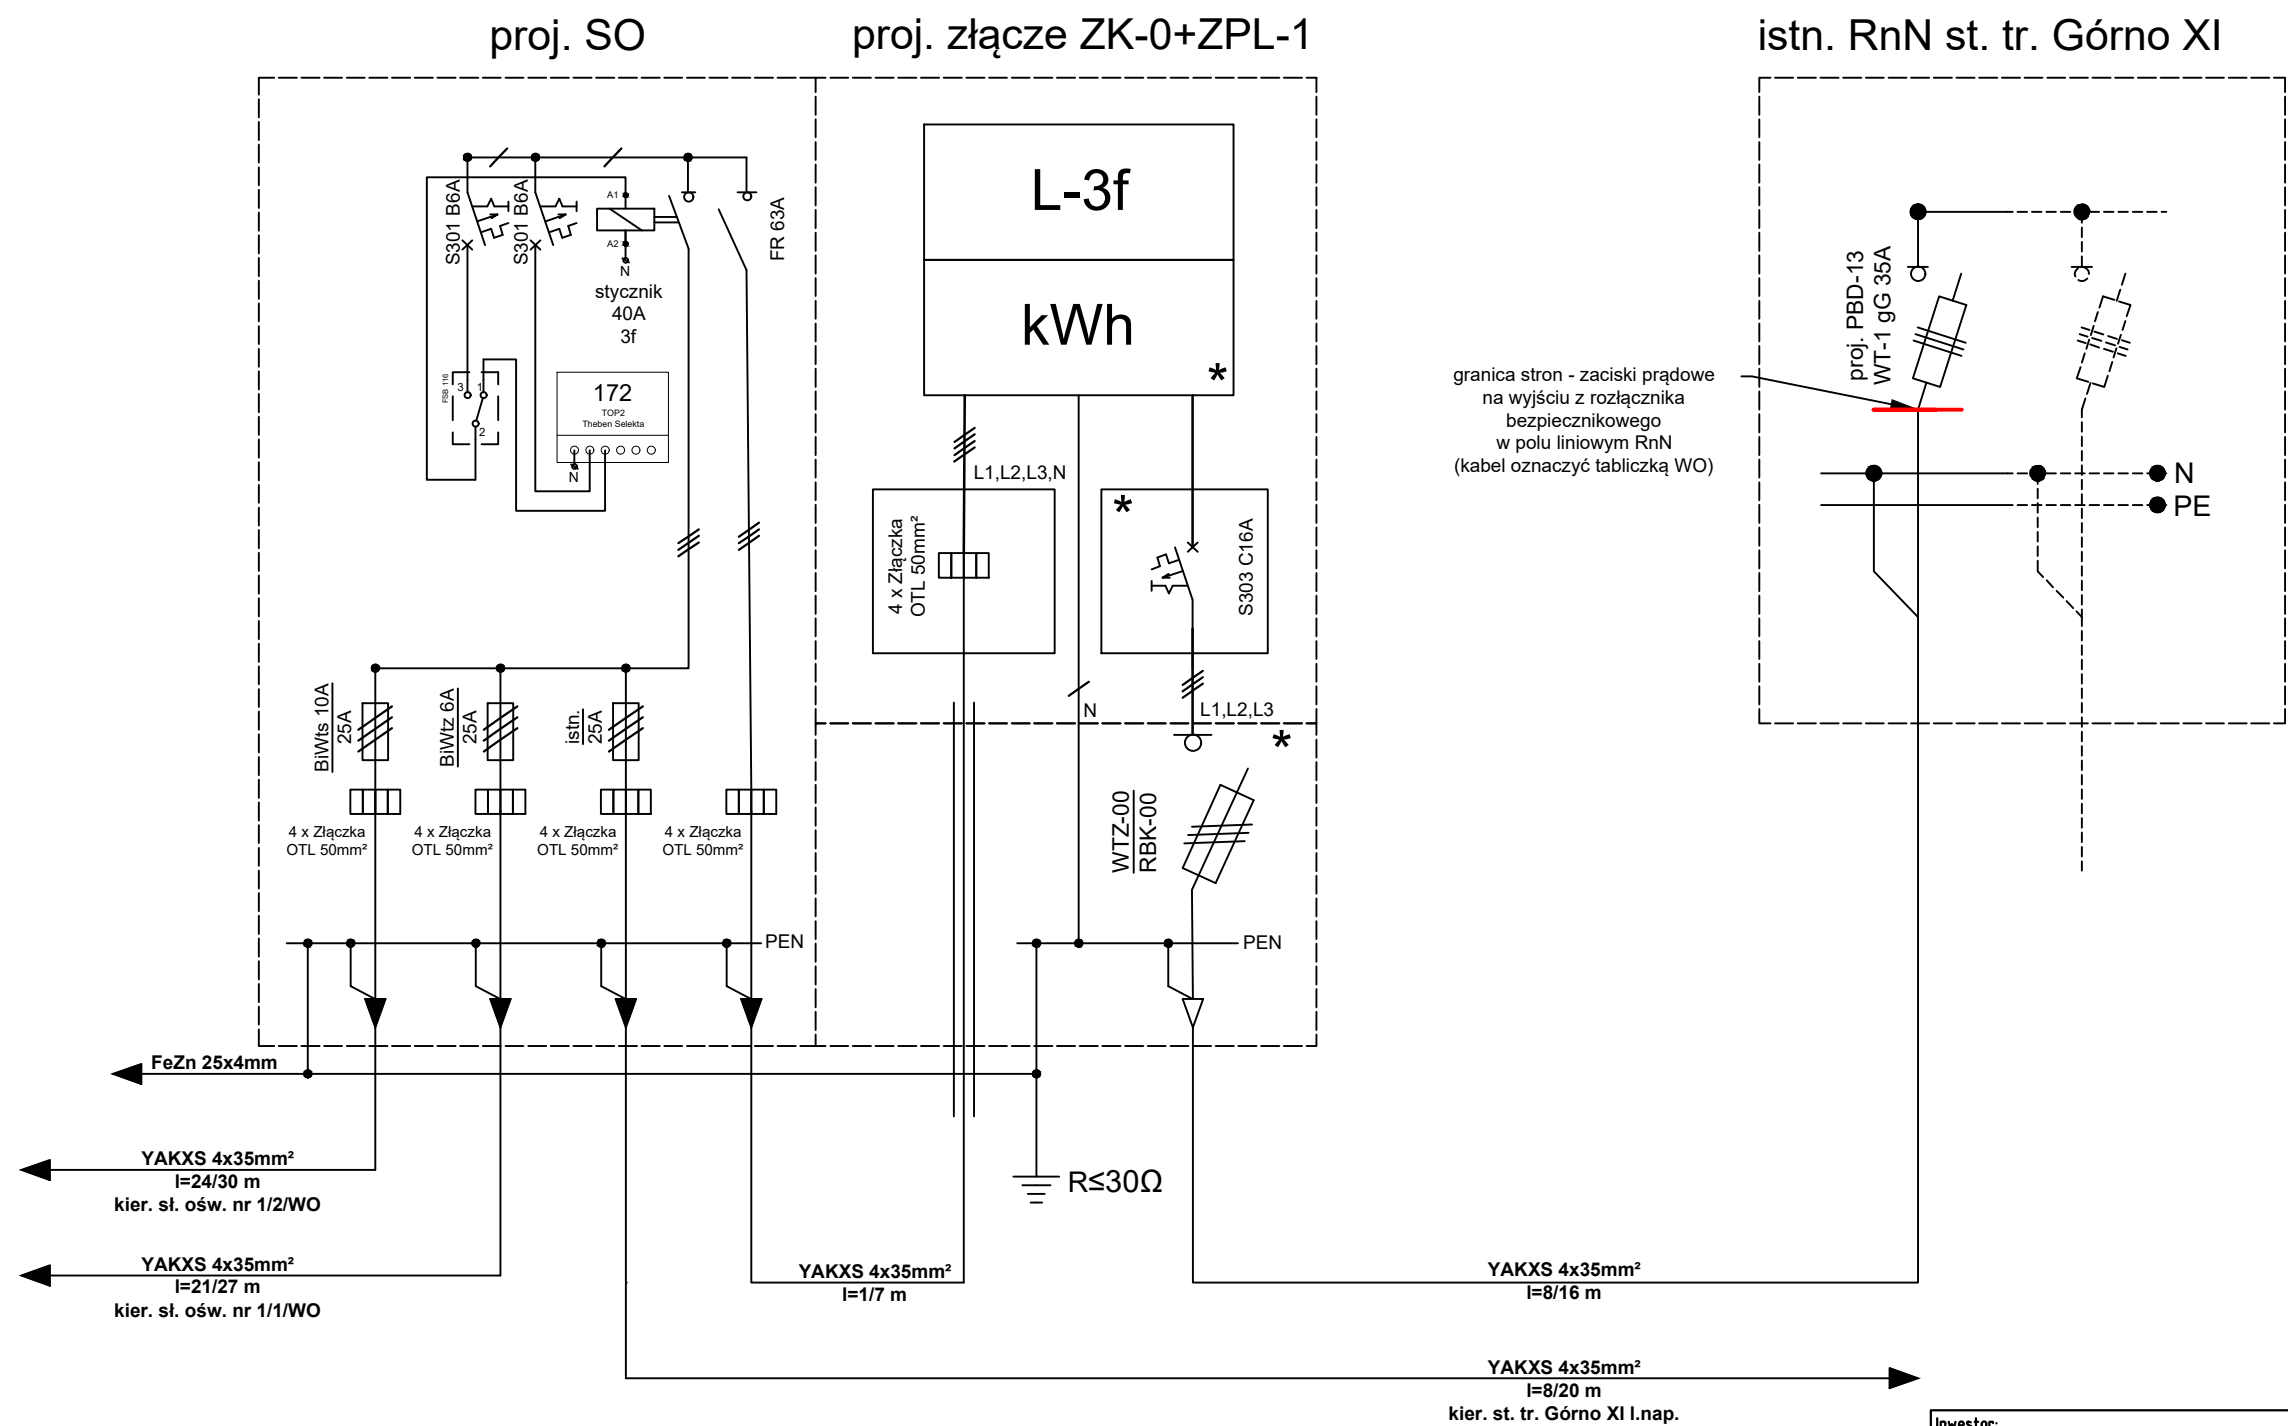 proj. SO
proj. złącze ZK-0+ZPL-1
istn. RnN st. tr. Górno XI
S301 B6A
S301 B6A
A1
A2
N
stycznik
40A
3f
FR 63A
FSB 116
3
1
2
172
TOP2
Theben Selekta
N
BiWts 10A
25A
BiWtz 6A
25A
istn.
25A
4 x Złączka
OTL 50mm²
4 x Złączka
OTL 50mm²
4 x Złączka
OTL 50mm²
4 x Złączka
OTL 50mm²
PEN
L-3f
kWh
*
L1,L2,L3,N
4 x Złączka
OTL 50mm²
*
S303 C16A
N
L1,L2,L3
*
WTZ-00
RBK-00
PEN
proj. PBD-13
WT-1 gG 35A
granica stron - zaciski prądowe
na wyjściu z rozłącznika
bezpiecznikowego
w polu liniowym RnN
(kabel oznaczyć tabliczką WO)
N
PE
FeZn 25x4mm
R≤30Ω
YAKXS 4x35mm²
l=24/30 m
kier. sł. ośw. nr 1/2/WO
YAKXS 4x35mm²
l=21/27 m
kier. sł. ośw. nr 1/1/WO
YAKXS 4x35mm²
l=1/7 m
YAKXS 4x35mm²
l=8/16 m
YAKXS 4x35mm²
l=8/20 m
kier. st. tr. Górno XI l.nap.
Inwestor: